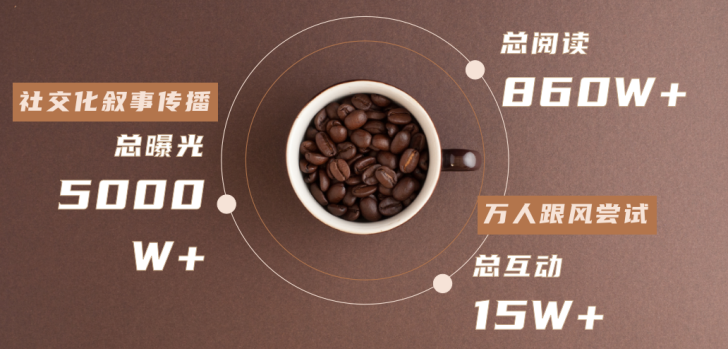 社交化叙事传播
总曝光
5000
W+
总阅读
860W+
万人跟风尝试
总互动
15W+